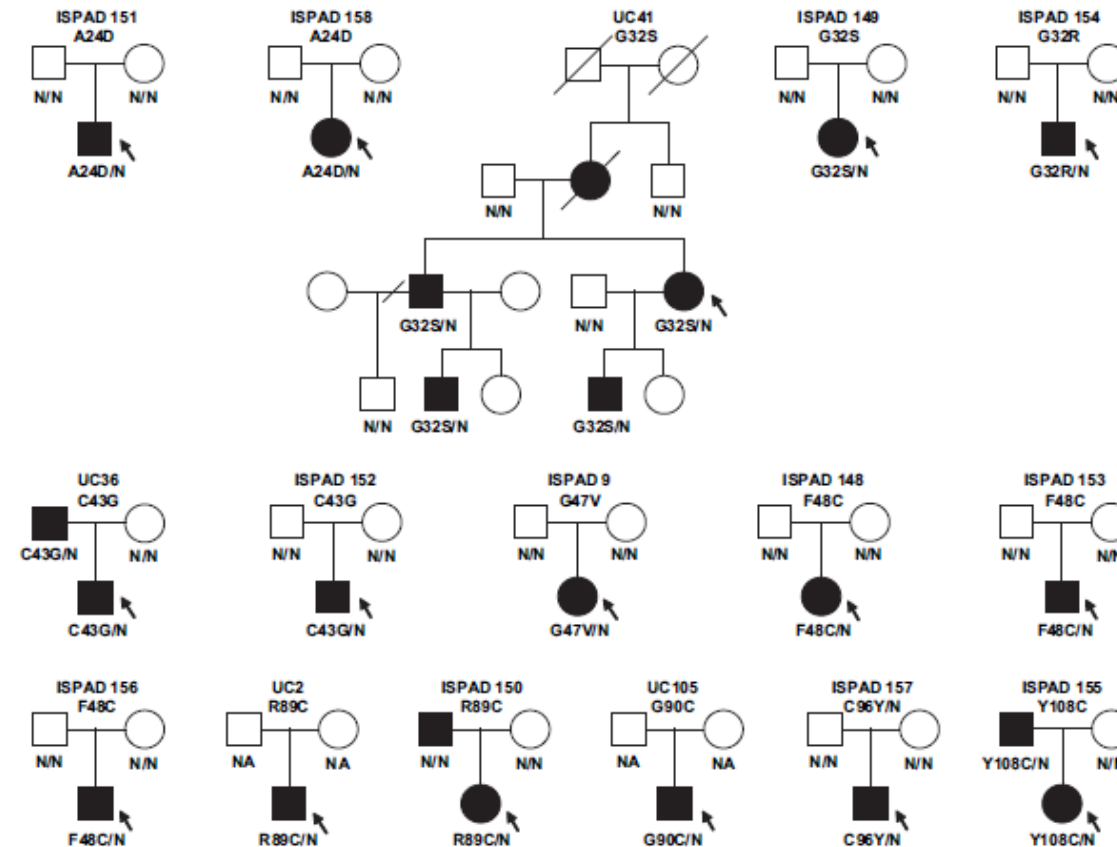 ISPAD 151
A24D
N/N N/N
A24D/N
ISPAD 158
A24D
N/N N/N
A24D/N
UC41
G32S
N/N N/N
G32S/N N/N G32S/N
N/N G32S/N G32S/N
ISPAD 149
G32S
N/N N/N
G32S/N
ISPAD 154
G32R
N/N N/N
G32R/N
UC36
C43G
C43G/N N/N
C43G/N
ISPAD 152
C43G
N/N N/N
C43G/N
ISPAD 9
G47V
N/N N/N
G47V/N
ISPAD 148
F48C
N/N N/N
F48C/N
ISPAD 153
F48C
N/N N/N
F48C/N
ISPAD 156
F48C
N/N N/N
F48C/N
UC2
R89C
NA NA
R89C/N
ISPAD 150
R89C
N/N N/N
R89C/N
UC105
G90C
NA NA
G90C/N
ISPAD 157
C96Y/N
N/N N/N
C96Y/N
ISPAD 155
Y108C
Y108C/N N/N
Y108C/N